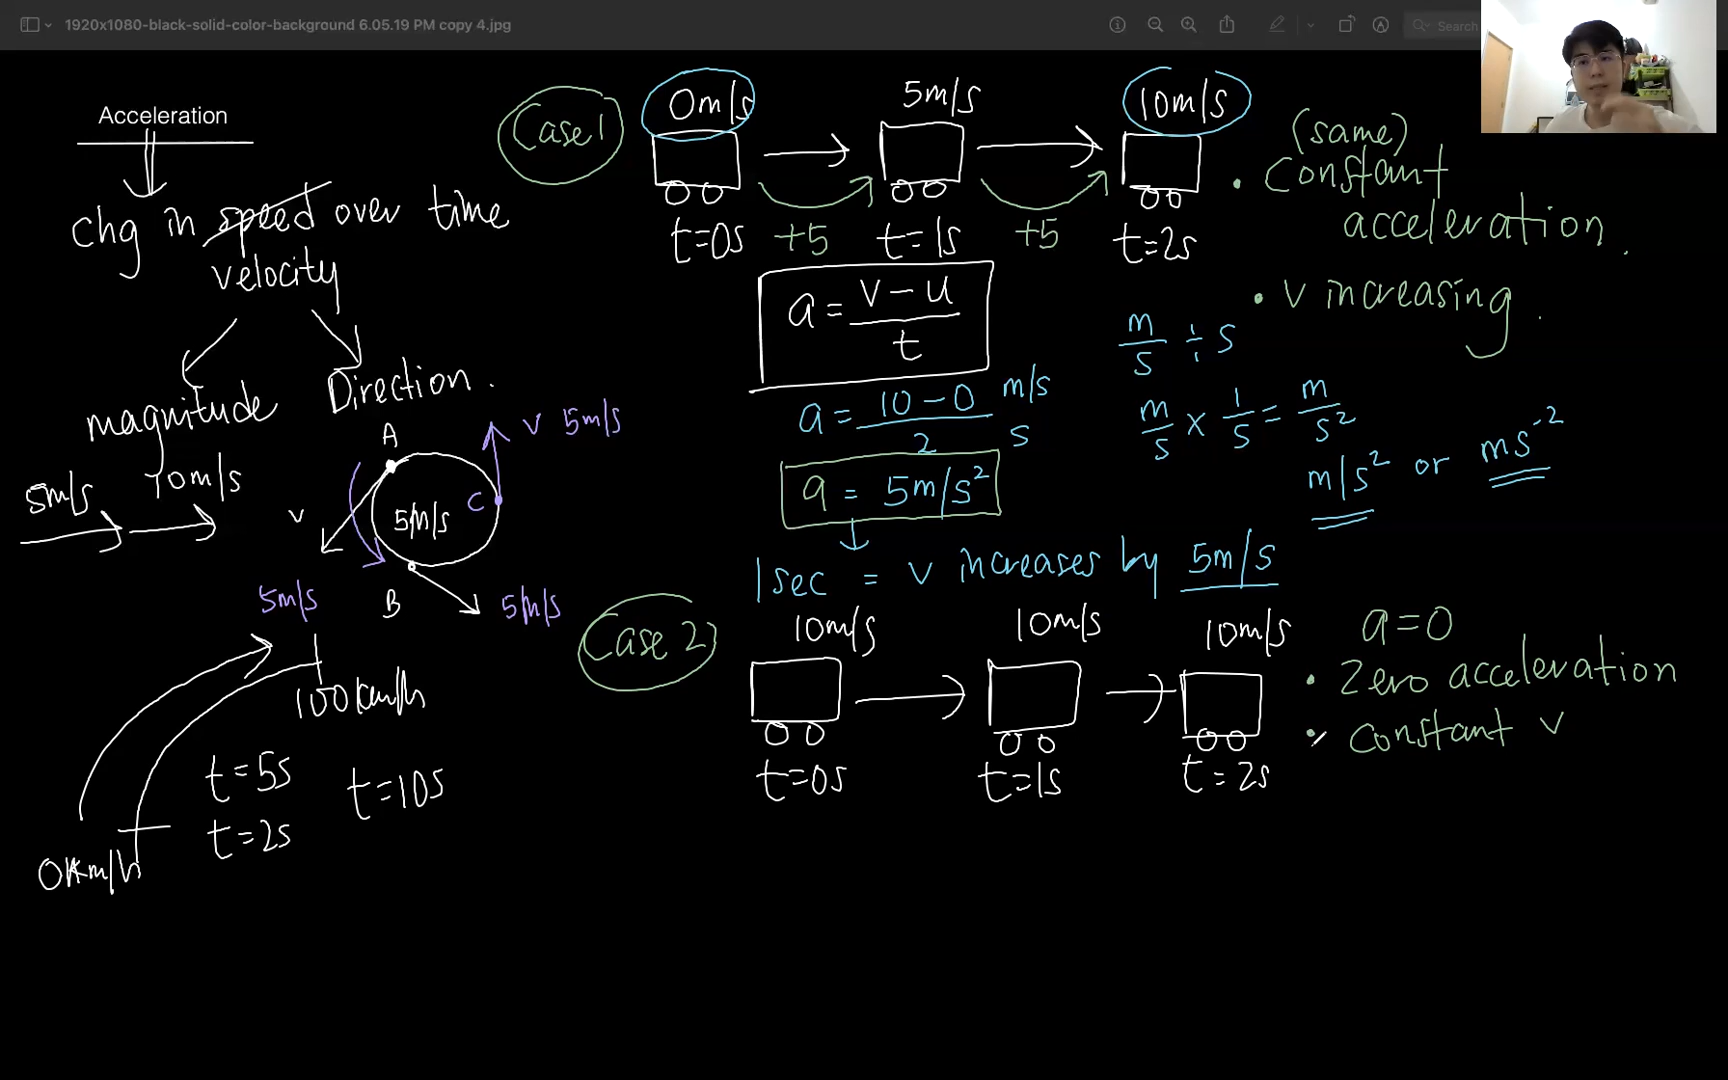 1920x1080-black-solid-color-background 6.05.19 PM copy 4.jpg
Search
Acceleration
chg in speed over time
velocity
magnitude
Direction.
5m/s
10m/s
A
v
5m/s
C
v 5m/s
5m/s
B
5m/s
100km/h
t=5s
t=10s
t=2s
0km/h
Case 1
0m/s
5m/s
10m/s
t=0s
+5
t=1s
+5
t=2s
(same)
• Constant
acceleration.
• v increasing.
a = v - u / t
a = 10 - 0 / 2
m/s / s
a = 5m/s²
m/s ÷ s
m/s × 1/s = m/s²
m/s² or ms⁻²
1sec = v increases by 5m/s
Case 2
10m/s
10m/s
10m/s
t=0s
t=1s
t=2s
a=0
• Zero acceleration
• Constant v